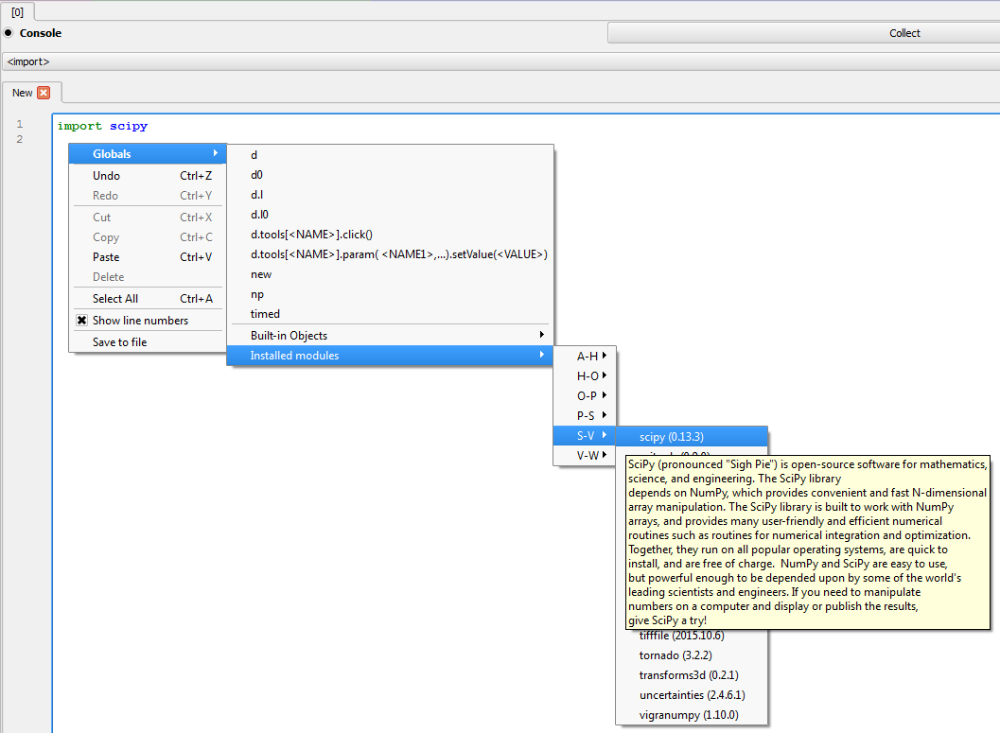 [0]
Console
Collect
<import>
New
1 import scipy
2
Globals
Undo Ctrl+Z
Redo Ctrl+Y
Cut Ctrl+X
Copy Ctrl+C
Paste Ctrl+V
Delete
Select All Ctrl+A
Show line numbers
Save to file
d
d0
d.l
d.l0
d.tools[<NAME>].click()
d.tools[<NAME>].param( <NAME1>,...).setValue(<VALUE>)
new
np
timed
Built-in Objects
Installed modules
A-H
H-O
O-P
P-S
S-V
V-W
scipy (0.13.3)
SciPy (pronounced "Sigh Pie") is open-source software for mathematics,
science, and engineering. The SciPy library
depends on NumPy, which provides convenient and fast N-dimensional
array manipulation. The SciPy library is built to work with NumPy
arrays, and provides many user-friendly and efficient numerical
routines such as routines for numerical integration and optimization.
Together, they run on all popular operating systems, are quick to
install, and are free of charge.  NumPy and SciPy are easy to use,
but powerful enough to be depended upon by some of the world's
leading scientists and engineers. If you need to manipulate
numbers on a computer and display or publish the results,
give SciPy a try!
tifffile (2015.10.6)
tornado (3.2.2)
transforms3d (0.2.1)
uncertainties (2.4.6.1)
vigranumpy (1.10.0)